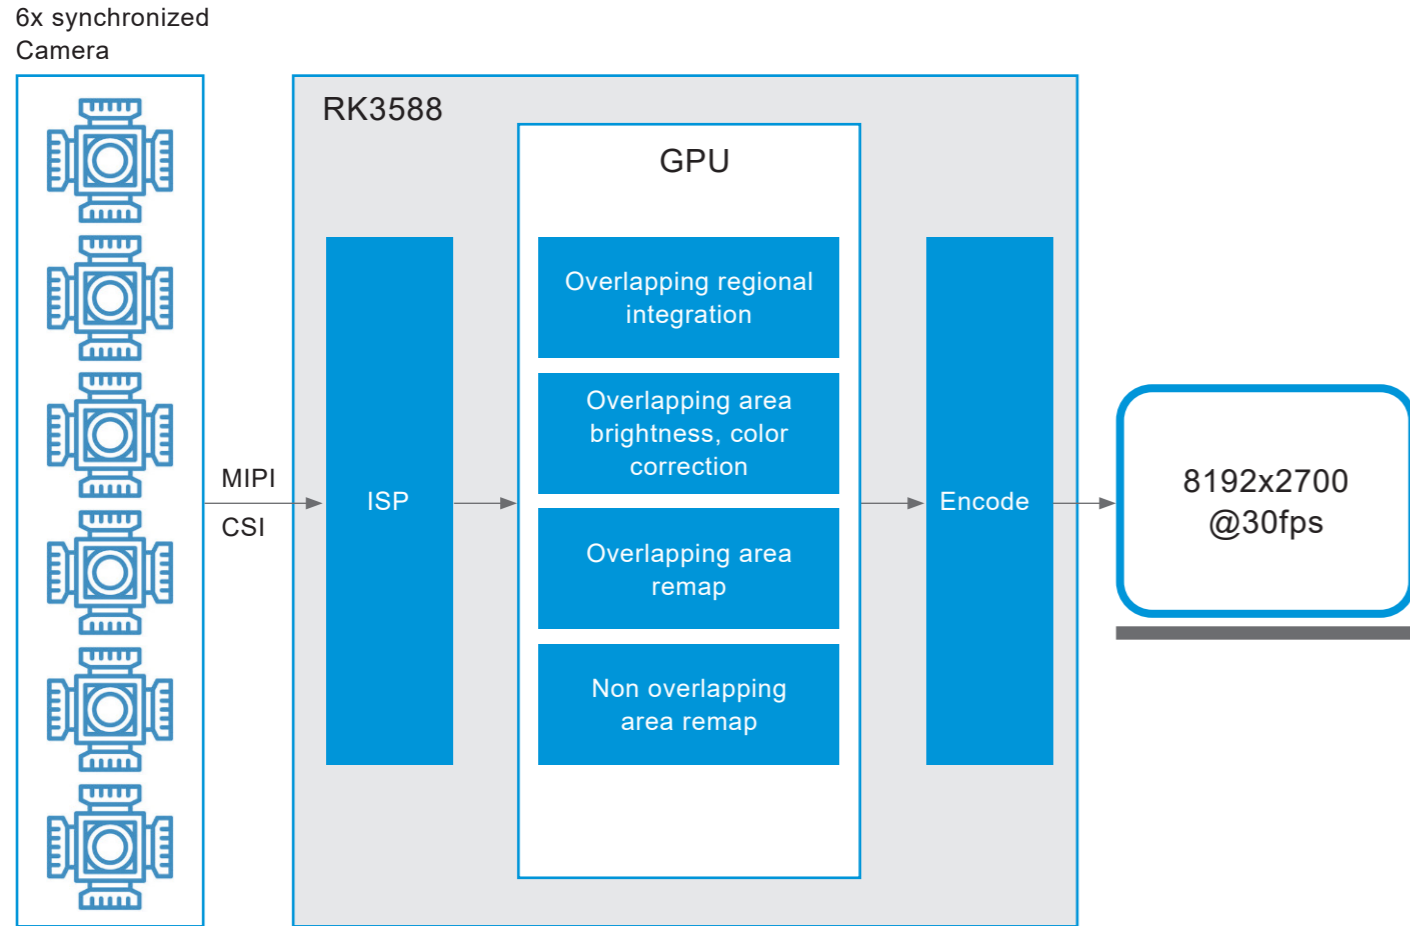 6x synchronized
Camera
RK3588
GPU
Overlapping regional
integration
Overlapping area
brightness, color
correction
Overlapping area
remap
Non overlapping
area remap
MIPI
CSI
ISP
Encode
8192x2700
@30fps